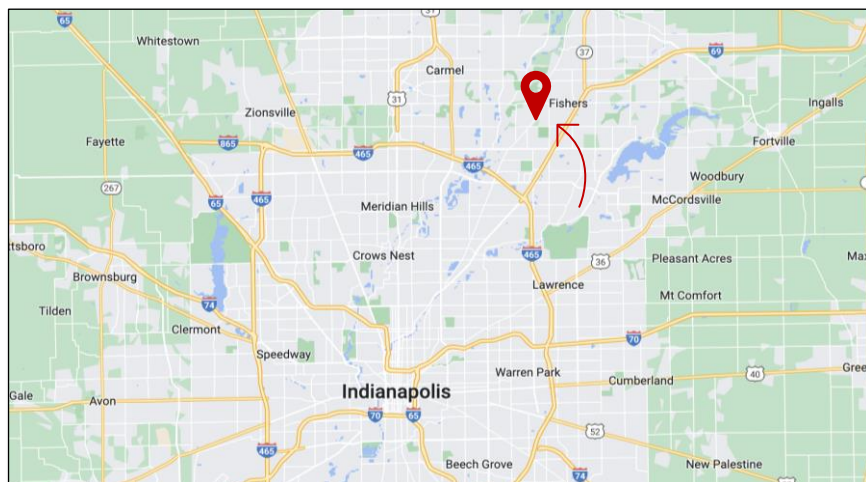 31
65
Whitestown
69
37
Carmel
31
Fishers
Ingalls
Zionsville
Fayette
865
465
465
Fortville
267
65
465
Woodbury
McCordsville
Meridian Hills
Crows Nest
465
36
Pleasant Acres
Brownsburg
74
Lawrence
Mt Comfort
Tilden
Clermont
70
Speedway
Warren Park
Cumberland
40
Indianapolis
Gale
Avon
70
65
52
465
Beech Grove
74
New Palestine